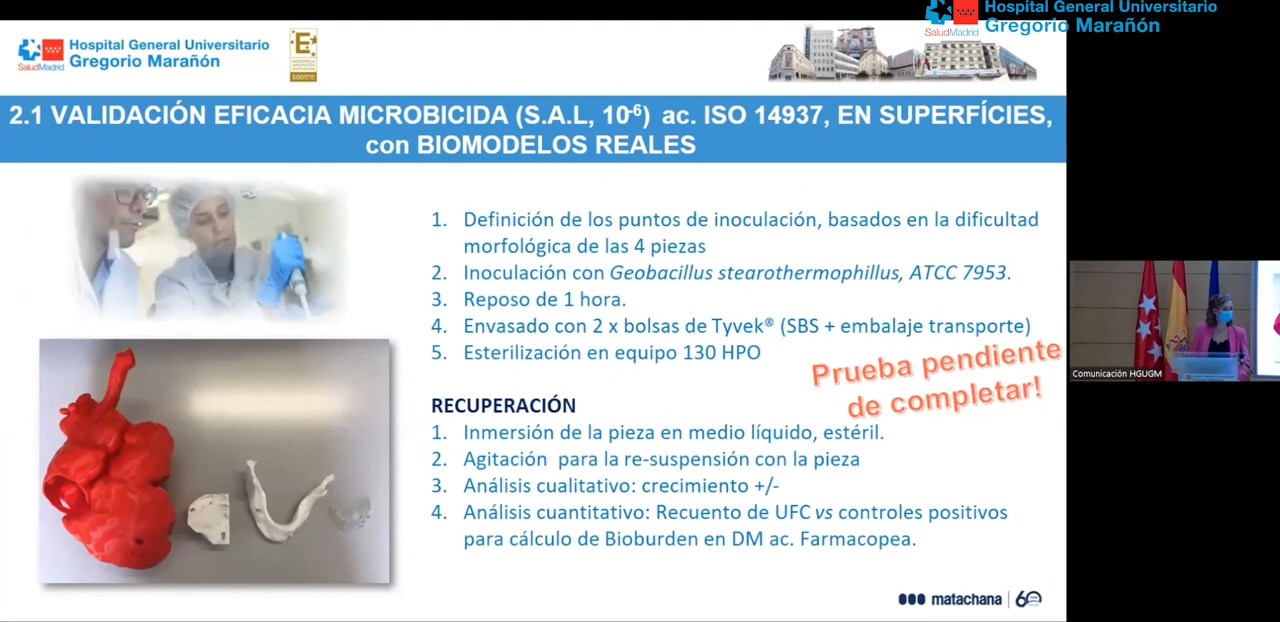 Hospital General Universitario
Gregorio Marañón
SaludMadrid
Hospital General Universitario
Gregorio Marañón
SaludMadrid
E
500
2.1 VALIDACIÓN EFICACIA MICROBICIDA (S.A.L, 10-6) ac. ISO 14937, EN SUPERFÍCIES,
con BIOMODELOS REALES
1. Definición de los puntos de inoculación, basados en la dificultad
morfológica de las 4 piezas
2. Inoculación con Geobacillus stearothermophillus, ATCC 7953.
3. Reposo de 1 hora.
4. Envasado con 2 x bolsas de Tyvek® (SBS + embalaje transporte)
5. Esterilización en equipo 130 HPO
Prueba pendiente
de completar!
RECUPERACIÓN
1. Inmersión de la pieza en medio líquido, estéril.
2. Agitación para la re-suspensión con la pieza
3. Análisis cualitativo: crecimiento +/-
4. Análisis cuantitativo: Recuento de UFC vs controles positivos
para cálculo de Bioburden en DM ac. Farmacopea.
matachana 60
Comunicación HGUGM